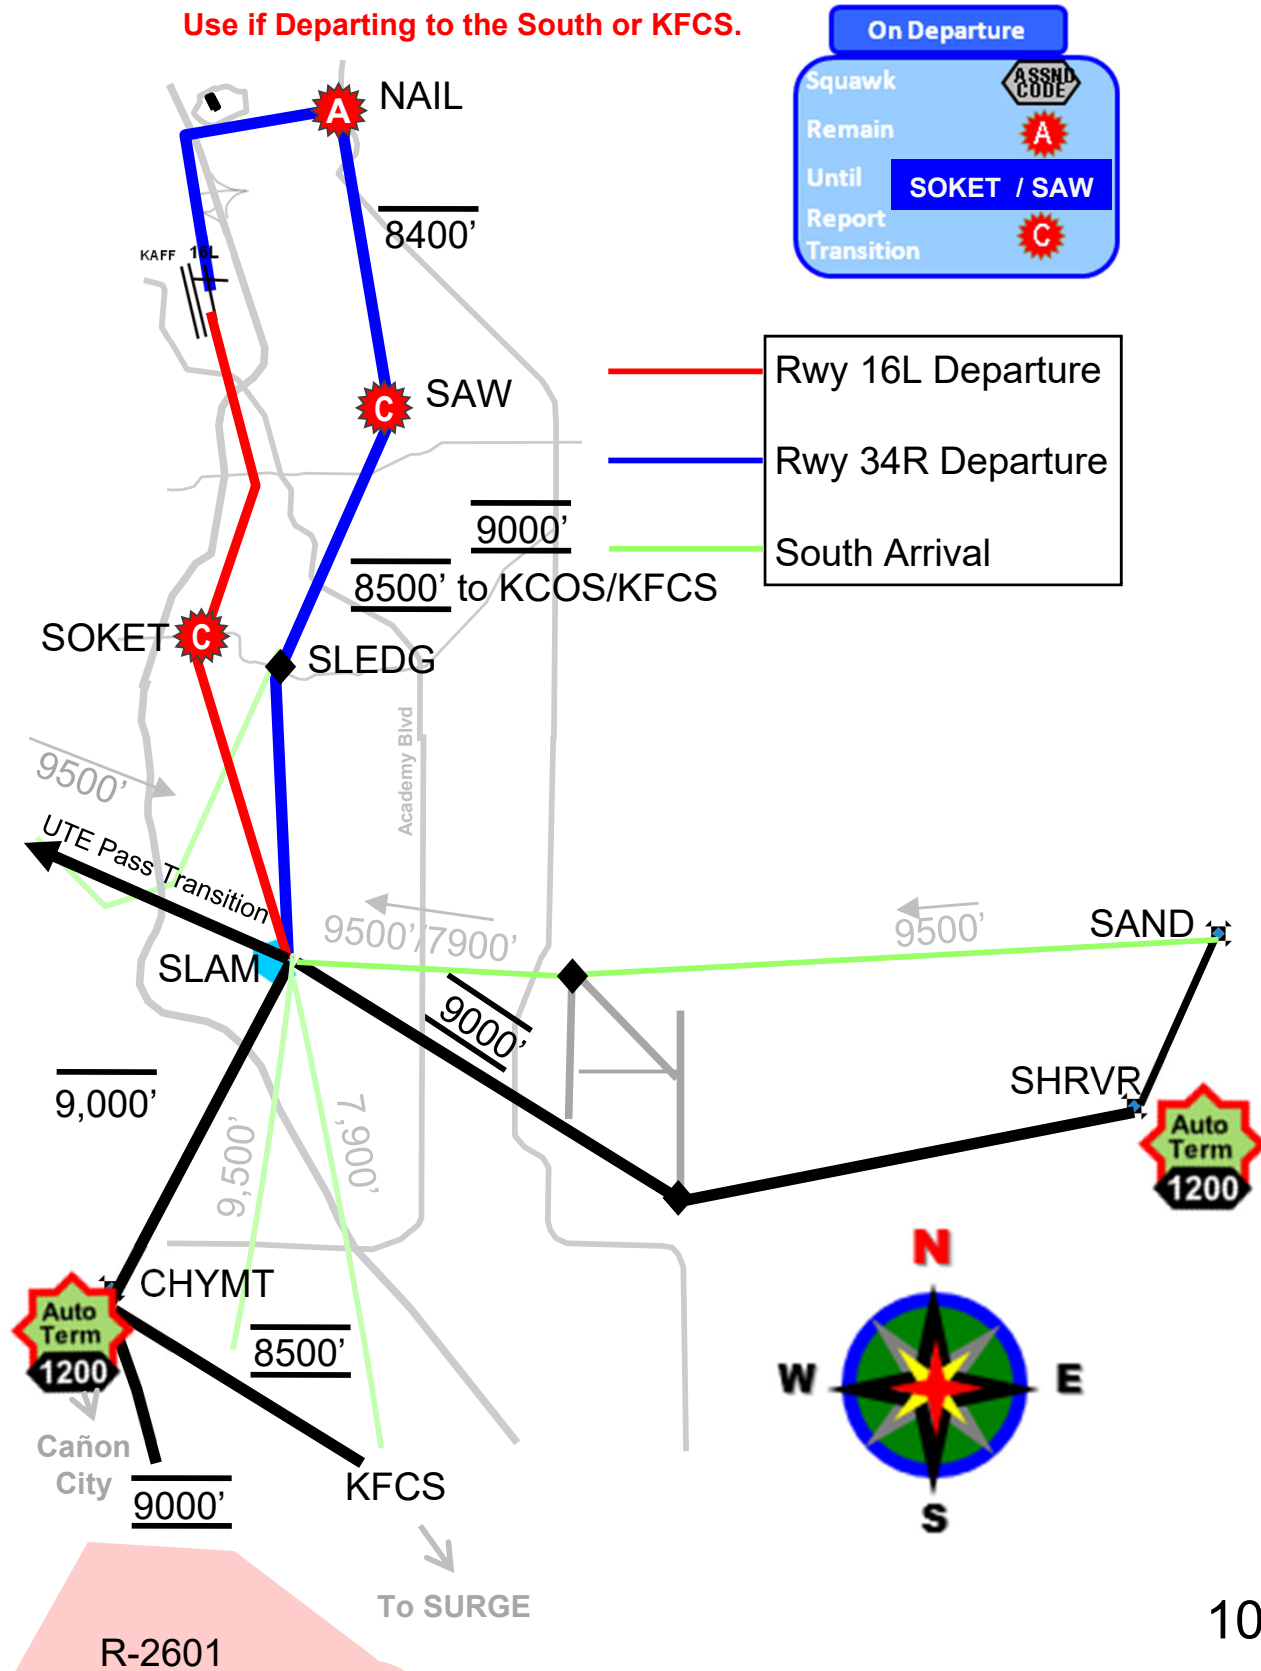 Use if Departing to the South or KFCS.
On Departure
Squawk
ASSND
CODE
Remain
A
Until
SOKET / SAW
Report
Transition
C
A
NAIL
8400’
KAFF
16L
Rwy 16L Departure
C
SAW
Rwy 34R Departure
9000’
South Arrival
8500’ to KCOS/KFCS
SOKET
C
SLEDG
Academy Blvd
9500’
UTE Pass Transition
9500’/7900’
9500’
SAND
SLAM
9000’
9,000’
SHRVR
Auto
Term
1200
7,900’
9,500’
N
CHYMT
Auto
Term
1200
8500’
W
E
Cañon
City
KFCS
9000’
S
To SURGE
10
R-2601